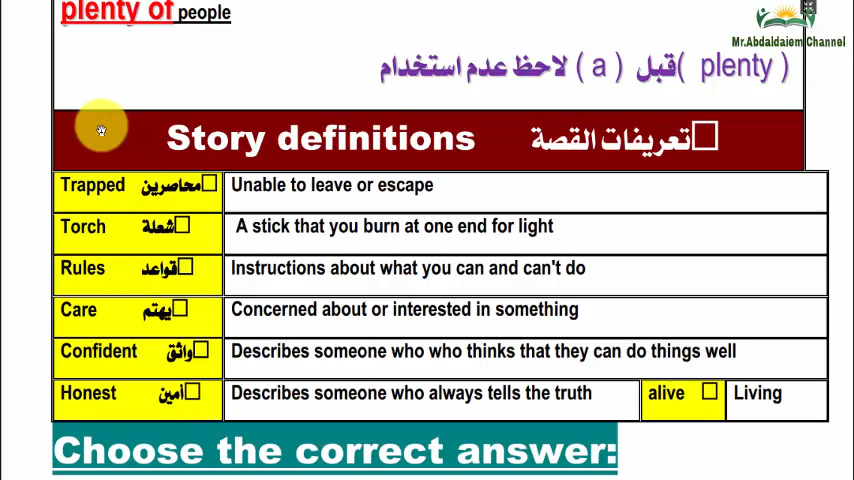 plenty of people
Mr.Abdaldaiem Channel
لاحظ عدم استخدام ( a ) قبل ( plenty )
Story definitions تعريفات القصة
Trapped محاصرين Unable to leave or escape
Torch شعلة A stick that you burn at one end for light
Rules قواعد Instructions about what you can and can't do
Care يهتم Concerned about or interested in something
Confident واثق Describes someone who who thinks that they can do things well
Honest أمين Describes someone who always tells the truth alive Living
Choose the correct answer: